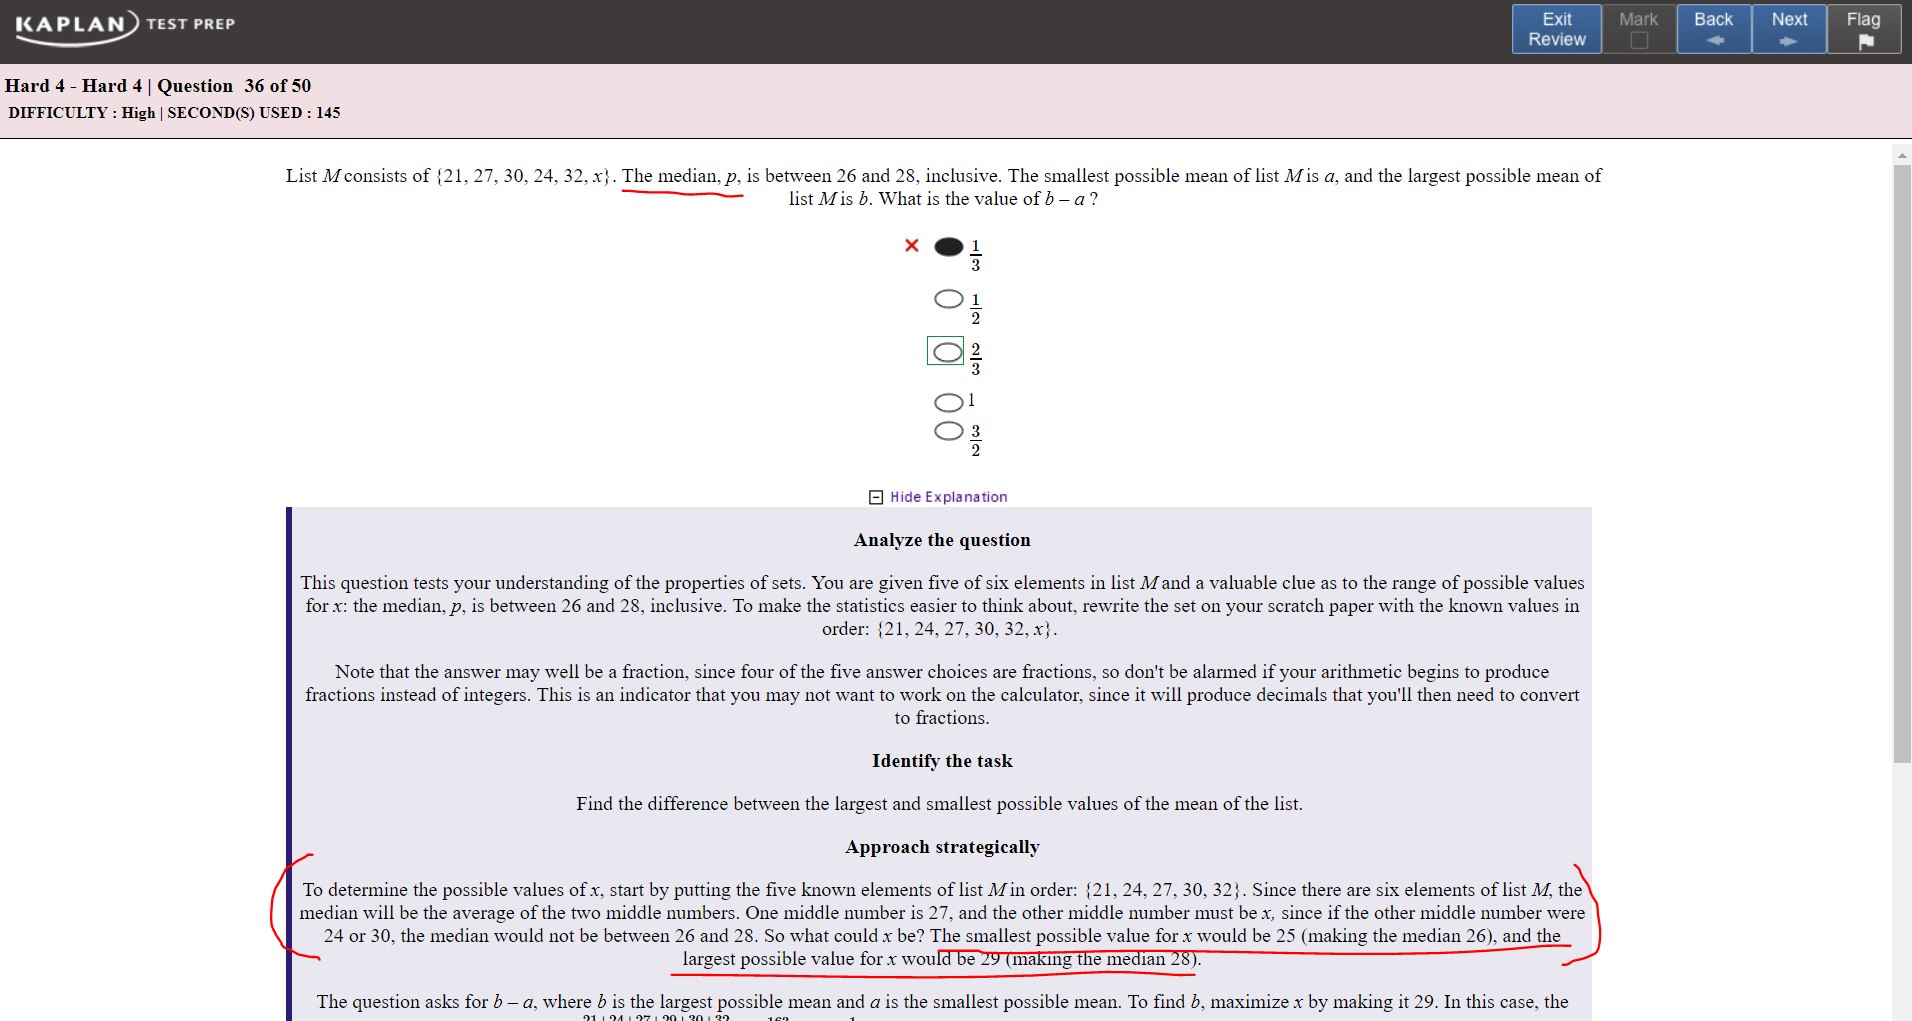 KAPLAN TEST PREP
Exit Review
Mark
Back
Next
Flag
Hard 4 - Hard 4 | Question 36 of 50
DIFFICULTY : High | SECOND(S) USED : 145
List M consists of {21, 27, 30, 24, 32, x}. The median, p, is between 26 and 28, inclusive. The smallest possible mean of list M is a, and the largest possible mean of
list M is b. What is the value of b – a ?
1/3
1/2
2/3
1
3/2
Hide Explanation
Analyze the question
This question tests your understanding of the properties of sets. You are given five of six elements in list M and a valuable clue as to the range of possible values
for x: the median, p, is between 26 and 28, inclusive. To make the statistics easier to think about, rewrite the set on your scratch paper with the known values in
order: {21, 24, 27, 30, 32, x}.
Note that the answer may well be a fraction, since four of the five answer choices are fractions, so don't be alarmed if your arithmetic begins to produce
fractions instead of integers. This is an indicator that you may not want to work on the calculator, since it will produce decimals that you'll then need to convert
to fractions.
Identify the task
Find the difference between the largest and smallest possible values of the mean of the list.
Approach strategically
To determine the possible values of x, start by putting the five known elements of list M in order: {21, 24, 27, 30, 32}. Since there are six elements of list M, the
median will be the average of the two middle numbers. One middle number is 27, and the other middle number must be x, since if the other middle number were
24 or 30, the median would not be between 26 and 28. So what could x be? The smallest possible value for x would be 25 (making the median 26), and the
largest possible value for x would be 29 (making the median 28).
The question asks for b – a, where b is the largest possible mean and a is the smallest possible mean. To find b, maximize x by making it 29. In this case, the